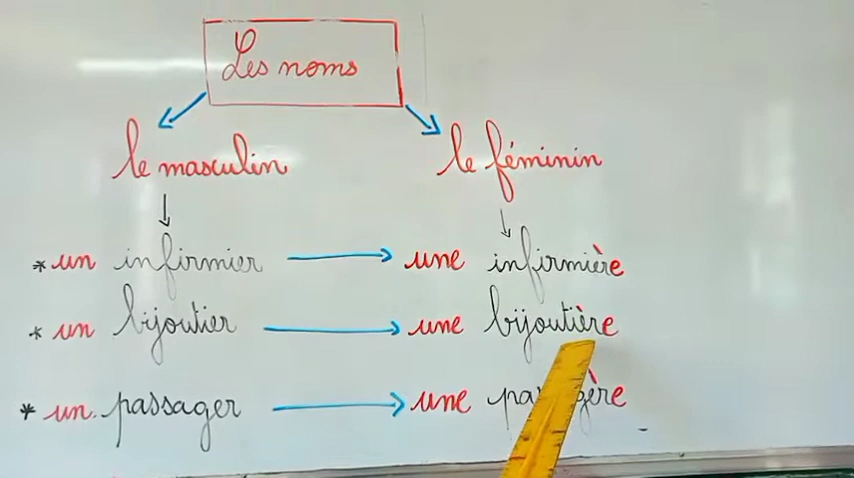 Les noms
le masculin le féminin
* un infirmier une infirmière
* un bijoutier une bijoutière
* un passager une